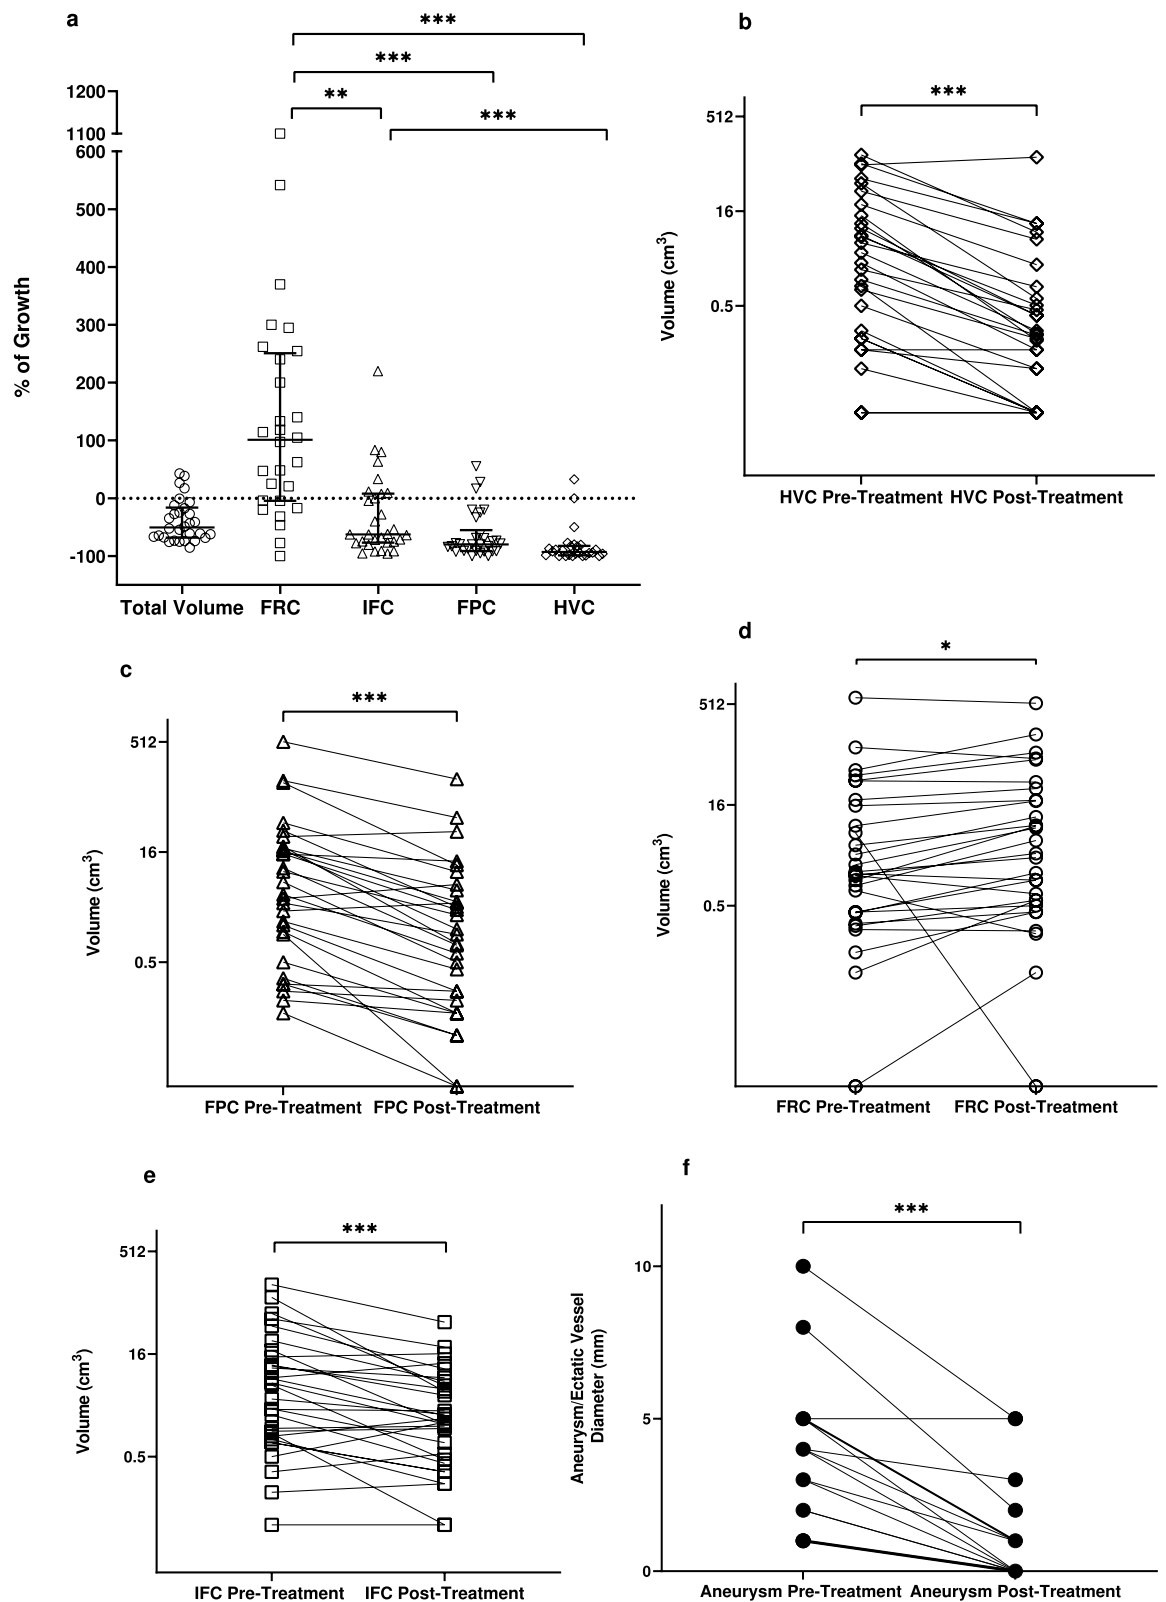 a
***
***
**
***
1200
1100
600
500
400
300
200
100
0
-100
% of Growth
Total Volume FRC IFC FPC HVC
b
***
512
16
0.5
Volume (cm³)
HVC Pre-Treatment HVC Post-Treatment
c
***
512
16
0.5
Volume (cm³)
FPC Pre-Treatment FPC Post-Treatment
d
*
512
16
0.5
Volume (cm³)
FRC Pre-Treatment FRC Post-Treatment
e
***
512
16
0.5
Volume (cm³)
IFC Pre-Treatment IFC Post-Treatment
f
***
10
5
0
Aneurysm/Ectatic Vessel
Diameter (mm)
Aneurysm Pre-Treatment Aneurysm Post-Treatment